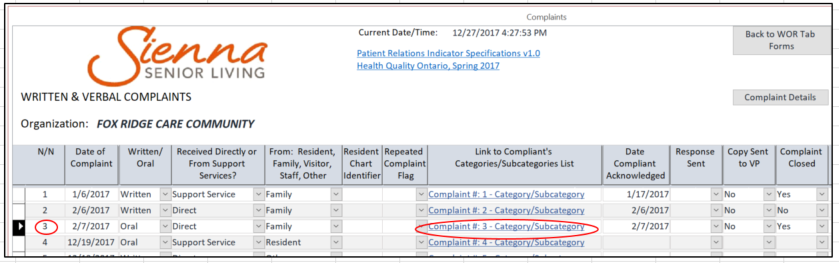 Complaints
Sienna
SENIOR LIVING
Current Date/Time: 12/27/2017 4:27:53 PM
Back to WOR Tab
Forms
Patient Relations Indicator Specifications v1.0
Health Quality Ontario, Spring 2017
WRITTEN & VERBAL COMPLAINTS
Complaint Details
Organization: FOX RIDGE CARE COMMUNITY
N/N Date of Complaint Written/ Oral Received Directly or From Support Services? From: Resident, Family, Visitor, Staff, Other Resident Chart Identifier Repeated Complaint Flag Link to Compliant's Categories/Subcategories List Date Compliant Acknowledged Response Sent Copy Sent to VP Complaint Closed
1 1/6/2017 Written Support Service Family Complaint #: 1 - Category/Subcategory 1/17/2017 No Yes
2 2/6/2017 Written Direct Family Complaint #: 2 - Category/Subcategory 2/6/2017 No No
3 2/7/2017 Oral Direct Family Complaint #: 3 - Category/Subcategory 2/7/2017 No Yes
4 12/19/2017 Oral Support Service Resident Complaint #: 4 - Category/Subcategory